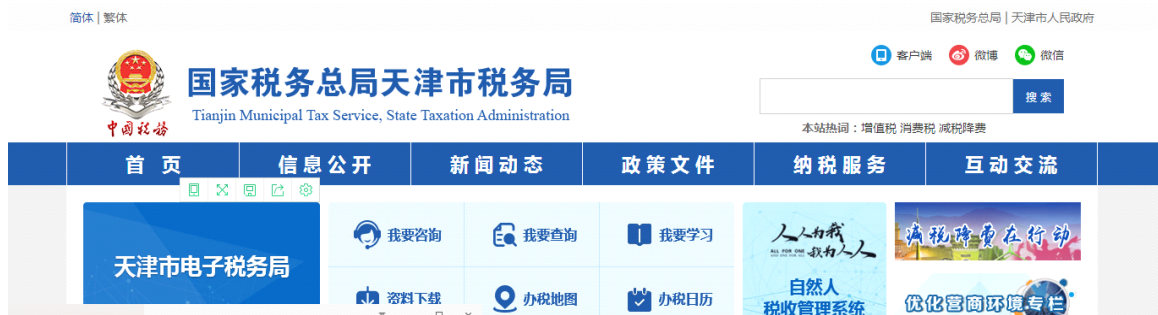 简体 | 繁体
国家税务总局 | 天津市人民政府
客户端 微博 微信
中国税务
国家税务总局天津市税务局
Tianjin Municipal Tax Service, State Taxation Administration
搜 索
本站热词：增值税 消费税 减税降费
首 页 信息公开 新闻动态 政策文件 纳税服务 互动交流
天津市电子税务局
我要咨询 我要查询 我要学习
资料下载 办税地图 办税日历
人人为我
ALL FOR ONE
我为人人
自然人
税收管理系统
减税降费在行动
优化营商环境专栏